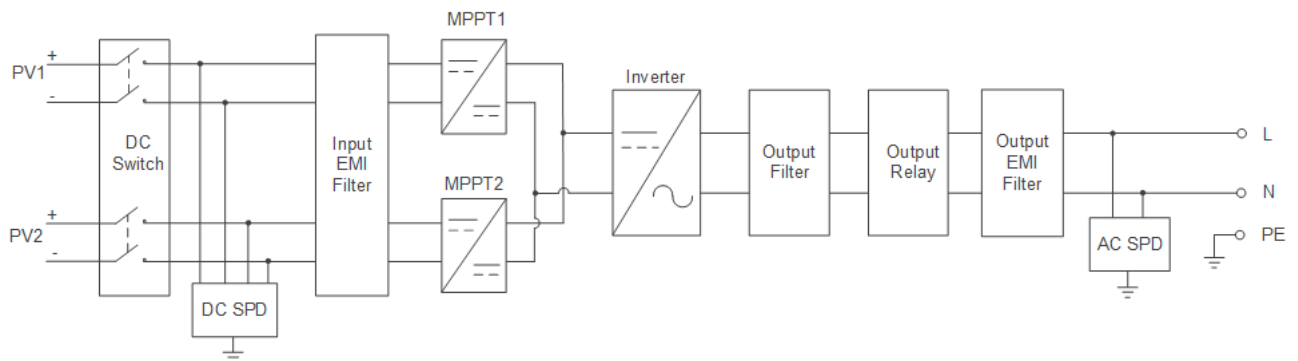 MPPT1
+
PV1
-
DC
Switch
Input
EMI
Filter
Inverter
Output
Filter
Output
Relay
Output
EMI
Filter
L
N
PE
MPPT2
+
PV2
-
DC SPD
AC SPD